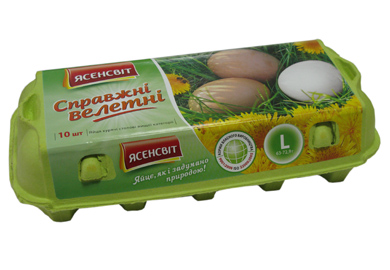 ЯСЕНСВІТ
Справжні
велетні
10 шт
ЯСЕНСВІТ
Яйце, які задумано
природою!
L